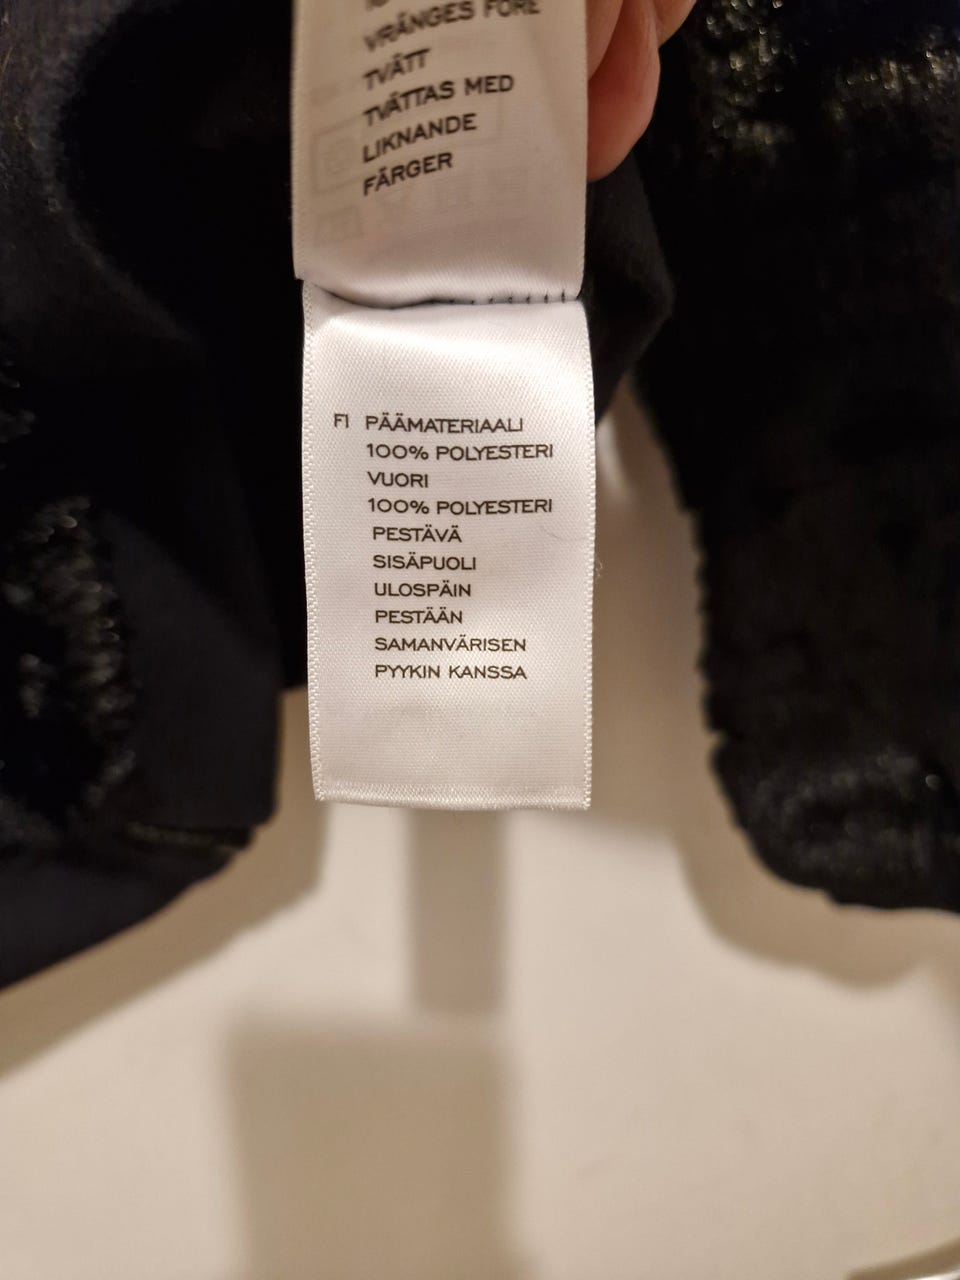 VRÄNGES FÖRE
TVÄTT
TVÄTTAS MED
LIKNANDE
FÄRGER
FI PÄÄMATERIAALI
100% POLYESTERI
VUORI
100% POLYESTERI
PESTÄVÄ
SISÄPUOLI
ULOSPÄIN
PESTÄÄN
SAMANVÄRISEN
PYYKIN KANSSA